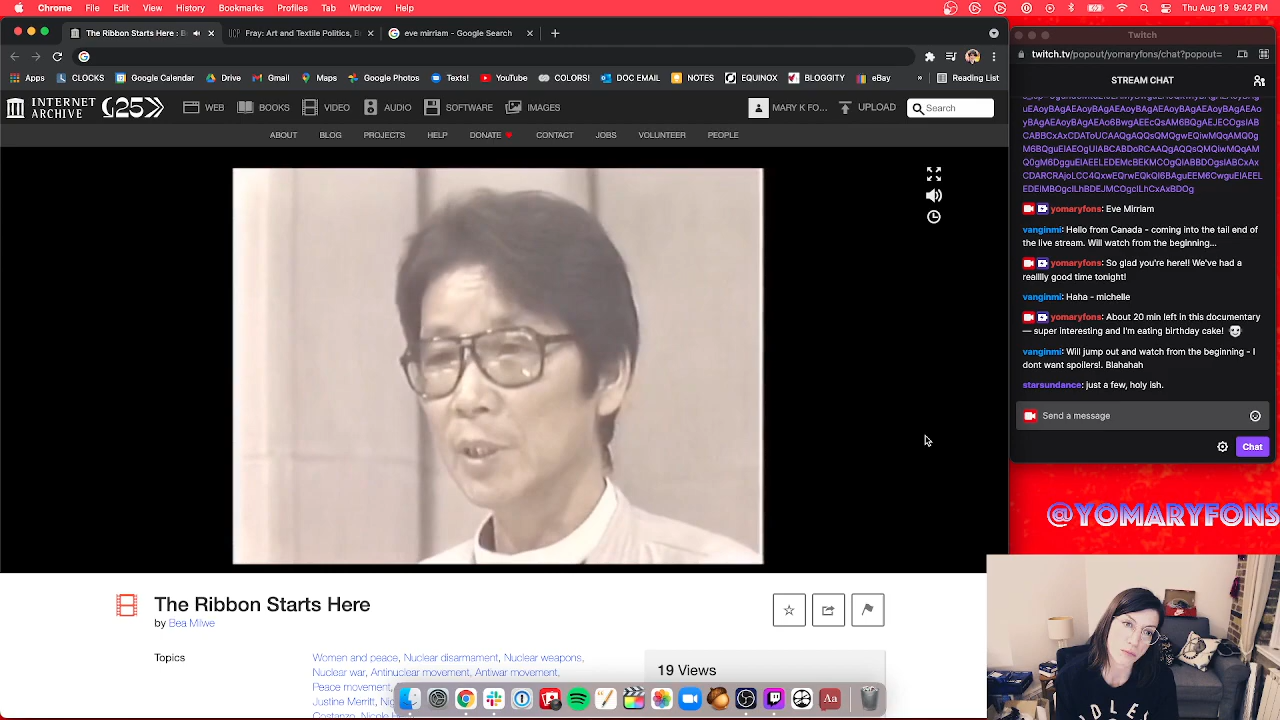 Chrome File Edit View History Bookmarks Profiles Tab Window Help Thu Aug 19 9:42 PM
The Ribbon Starts Here : B Fray: Art and Textile Politics, B eve mirriam - Google Search
Apps CLOCKS Google Calendar Drive Gmail Maps Google Photos Texts! YouTube COLORS! DOC EMAIL NOTES EQUINOX BLOGGITY eBay » Reading List
INTERNET ARCHIVE 25 WEB BOOKS VIDEO AUDIO SOFTWARE IMAGES MARY K FO... UPLOAD Search
ABOUT BLOG PROJECTS HELP DONATE CONTACT JOBS VOLUNTEER PEOPLE
The Ribbon Starts Here
by Bea Milwe
Topics
Women and peace, Nuclear disarmament, Nuclear weapons,
Nuclear war, Antinuclear movement, Antiwar movement,
Peace movement,
Justine Merritt, Nig
19 Views
Twitch
twitch.tv/popout/yomaryfons/chat?popout=
STREAM CHAT
yomaryfons: Eve Mirriam
vanginmi: Hello from Canada - coming into the tail end of
the live stream. Will watch from the beginning...
yomaryfons: So glad you're here!! We've had a
reallly good time tonight!
vanginmi: Haha - michelle
yomaryfons: About 20 min left in this documentary
— super interesting and I'm eating birthday cake!
vanginmi: Will jump out and watch from the beginning - I
dont want spoilers!. Blahahah
starsundance: just a few, holy ish.
Send a message
Chat
@YOMARYFONS